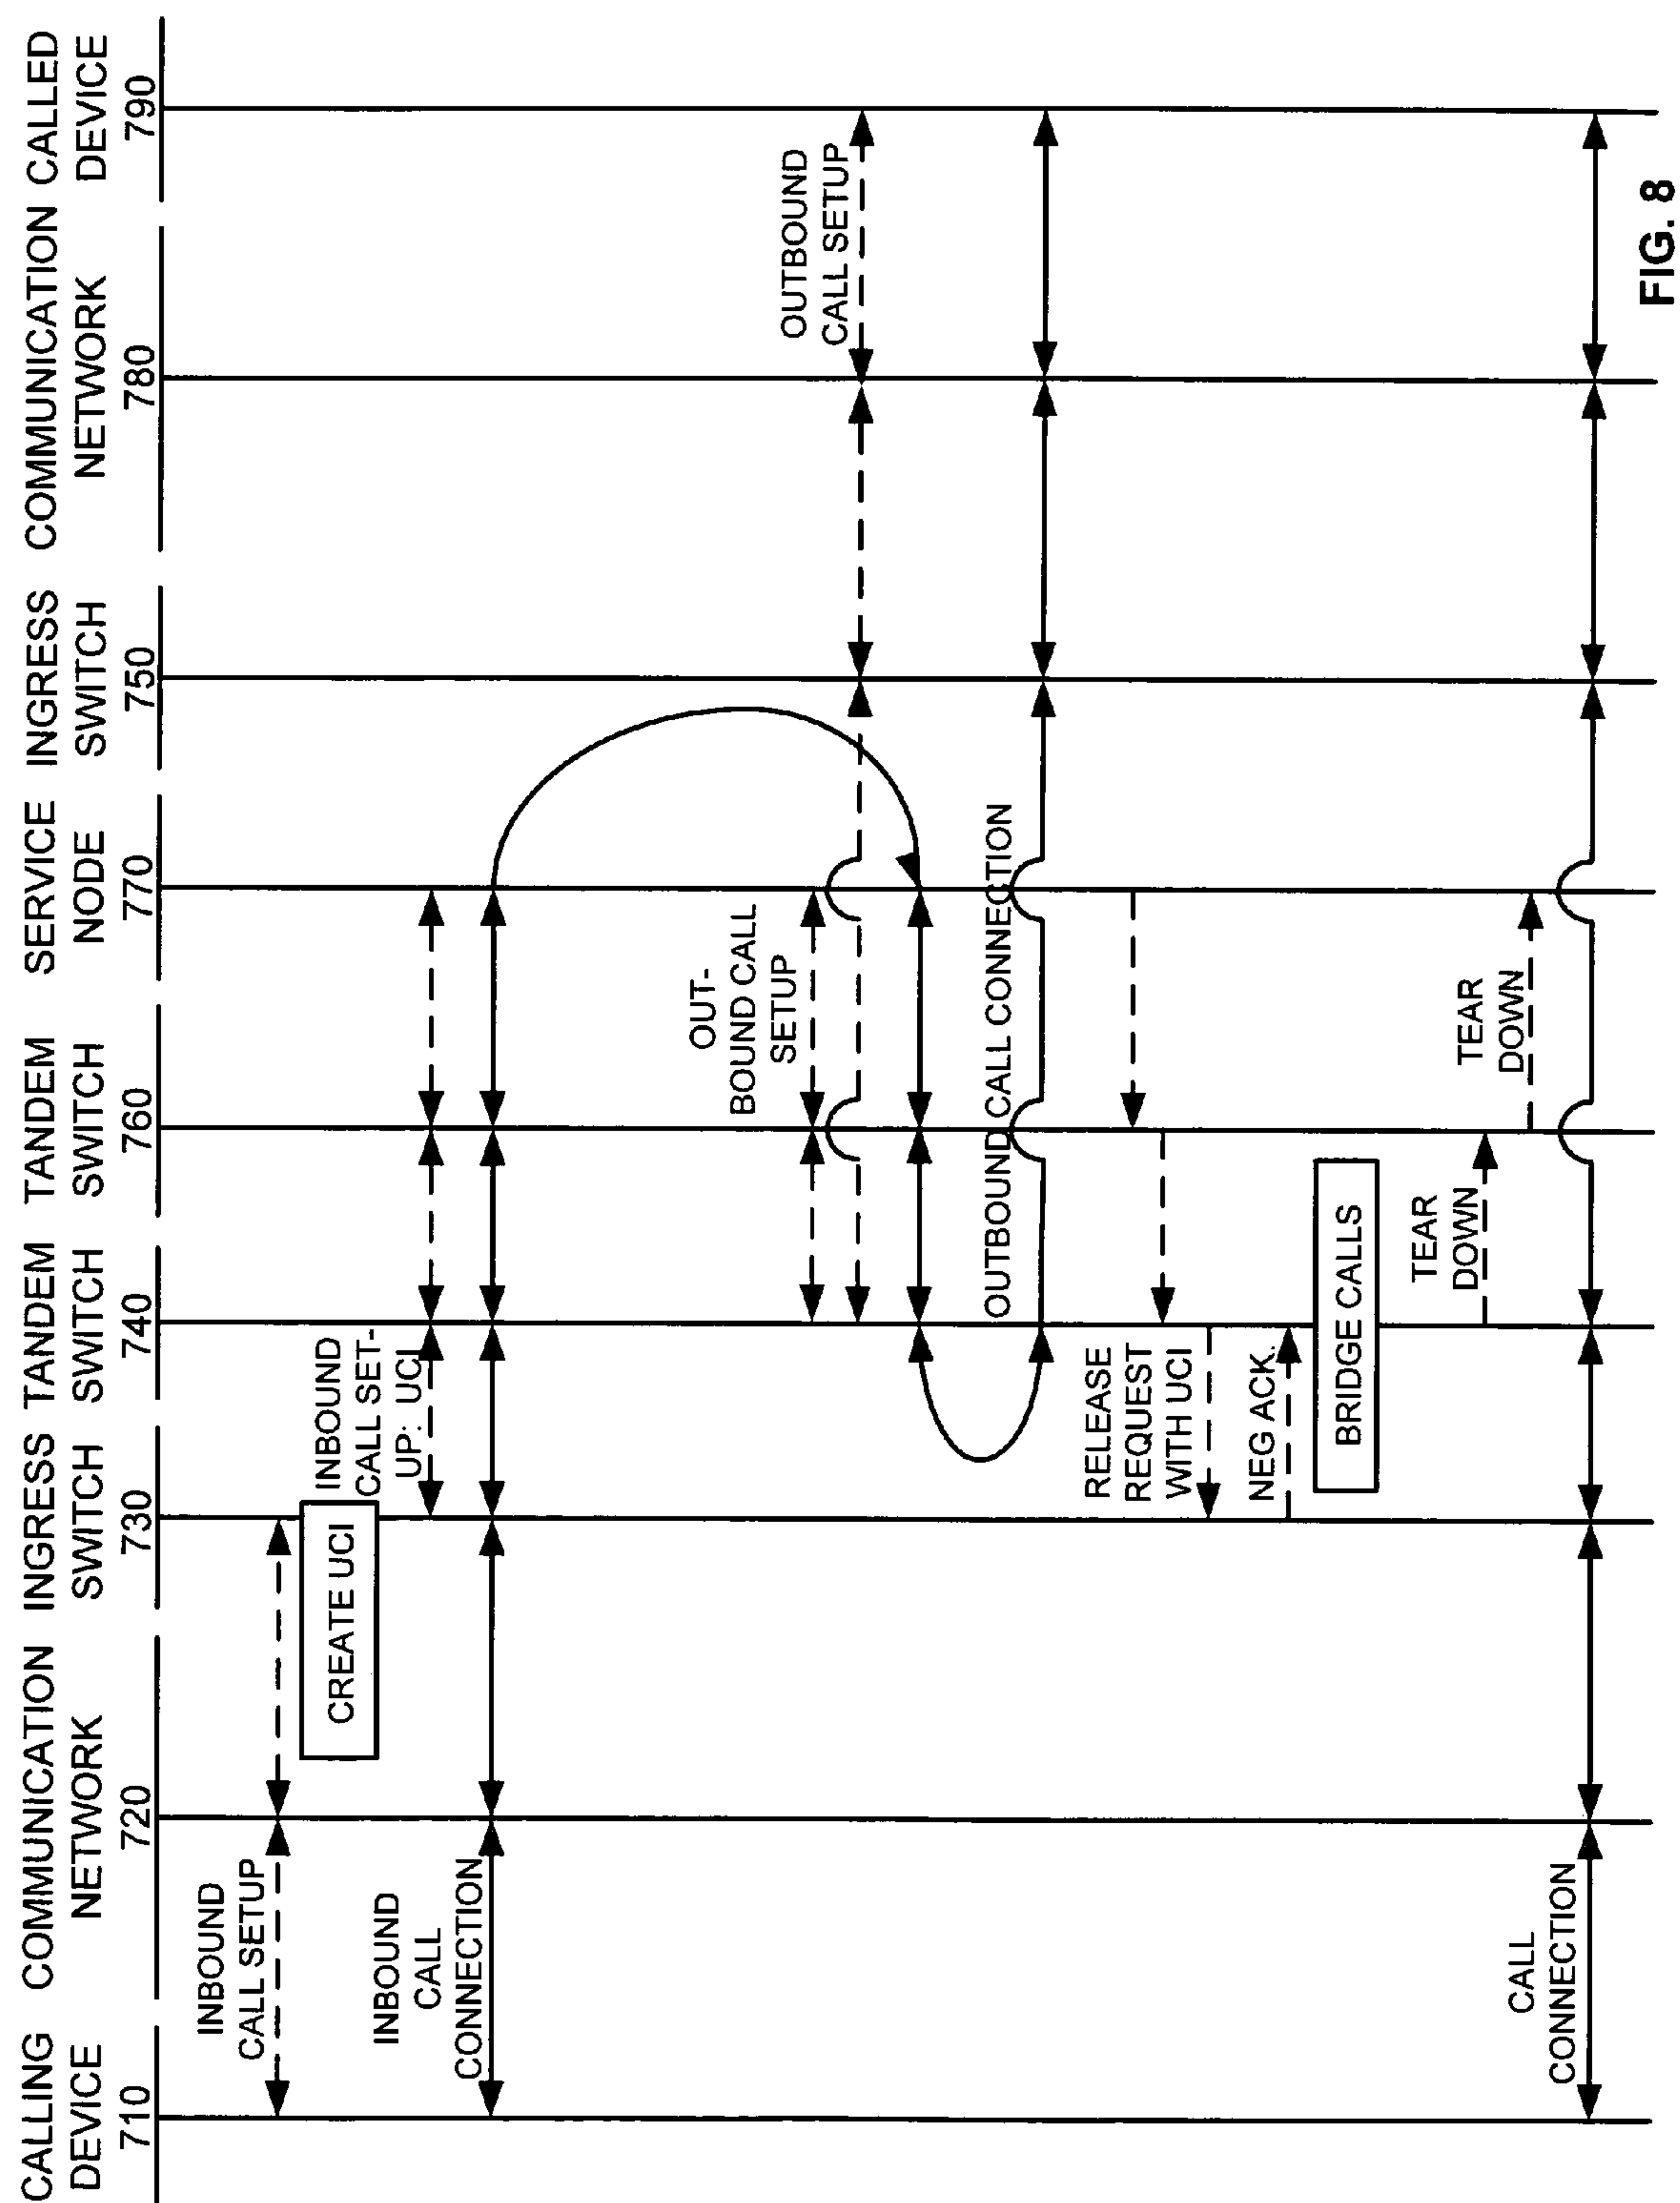 CALLING
DEVICE
710
COMMUNICATION
NETWORK
720
INGRESS
SWITCH
730
TANDEM
SWITCH
740
TANDEM
SWITCH
760
SERVICE
NODE
770
INGRESS
SWITCH
750
COMMUNICATION
NETWORK
780
CALLED
DEVICE
790
INBOUND
CALL SETUP
CREATE UCI
INBOUND
CALL SET-
UP: UCI
INBOUND
CALL
CONNECTION
OUT-
BOUND CALL
SETUP
OUTBOUND
CALL SETUP
OUTBOUND CALL CONNECTION
RELEASE
REQUEST
WITH UCI
NEG ACK.
BRIDGE CALLS
TEAR
DOWN
TEAR
DOWN
CALL
CONNECTION
FIG. 8